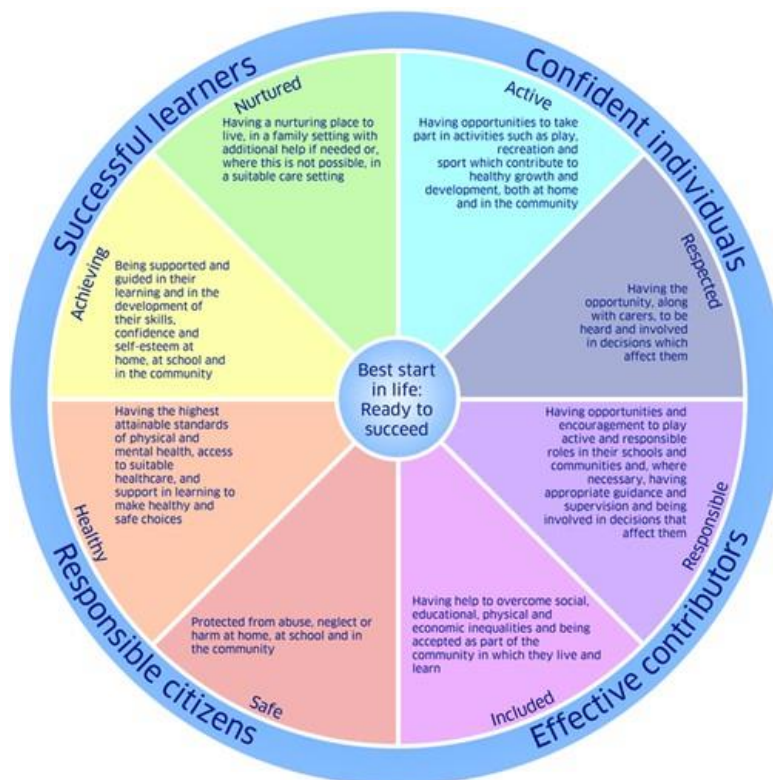 Successful learners
Confident individuals
Nurtured
Having a nurturing place to
live, in a family setting with
additional help if needed or,
where this is not possible, in
a suitable care setting
Active
Having opportunities to take
part in activities such as play,
recreation and
sport which contribute to
healthy growth and
development, both at home
and in the community
Respected
Having the
opportunity, along
with carers, to be
heard and involved
in decisions which
affect them
Achieving
Being supported and
guided in their
learning and in the
development of
their skills,
confidence and
self-esteem at
home, at school and
in the community
Best start
in life:
Ready to
succeed
Healthy
Having the highest
attainable standards
of physical and
mental health, access
to suitable
healthcare, and
support in learning to
make healthy and
safe choices
Responsible
Having opportunities and
encouragement to play
active and responsible
roles in their schools and
communities and, where
necessary, having
appropriate guidance and
supervision and being
involved in decisions that
affect them
Safe
Protected from abuse, neglect or
harm at home, at school and in
the community
Included
Having help to overcome social,
educational, physical and
economic inequalities and being
accepted as part of the
community in which they live and
learn
Responsible citizens
Effective contributors